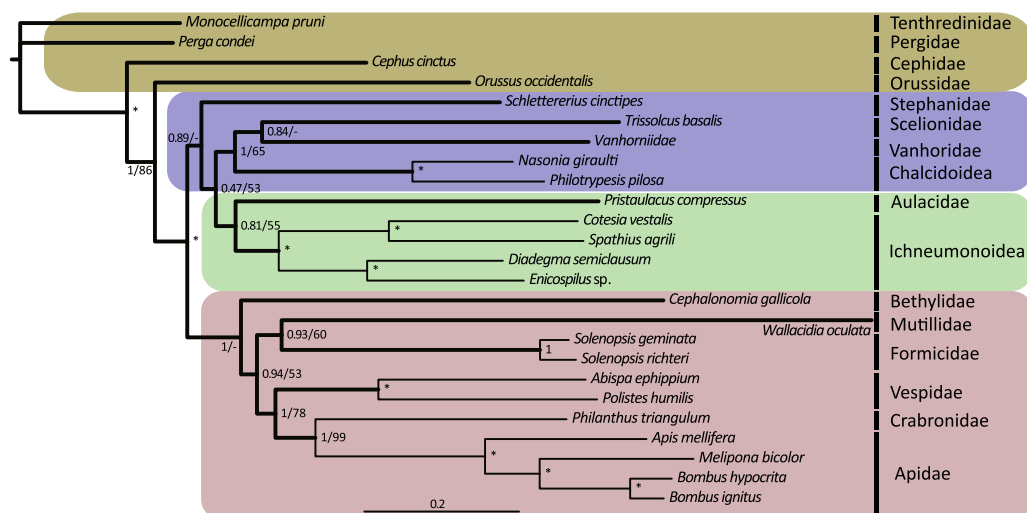 Monocellicampa pruni Tenthredinidae
Perga condei Pergidae
Cephus cinctus Cephidae
Orussus occidentalis Orussidae
*
1/86
Schlettererius cinctipes Stephanidae
0.89/-
Trissolcus basalis Scelionidae
0.84/-
Vanhorniidae Vanhoridae
1/65
Nasonia giraulti Chalcidoidea
*
Philotrypesis pilosa
0.47/53
Pristaulacus compressus Aulacidae
0.81/55
Cotesia vestalis Ichneumonoidea
*
Spathius agrili
*
*
Diadegma semiclausum
*
Enicospilus sp.
Cephalonomia gallicola Bethylidae
Wallacidia oculata Mutillidae
0.93/60
1/-
Solenopsis geminata Formicidae
1
Solenopsis richteri
0.94/53
Abispa ephippium Vespidae
*
Polistes humilis
1/78
Philanthus triangulum Crabronidae
1/99
Apis mellifera Apidae
*
Melipona bicolor
*
Bombus hypocrita
*
Bombus ignitus
0.2